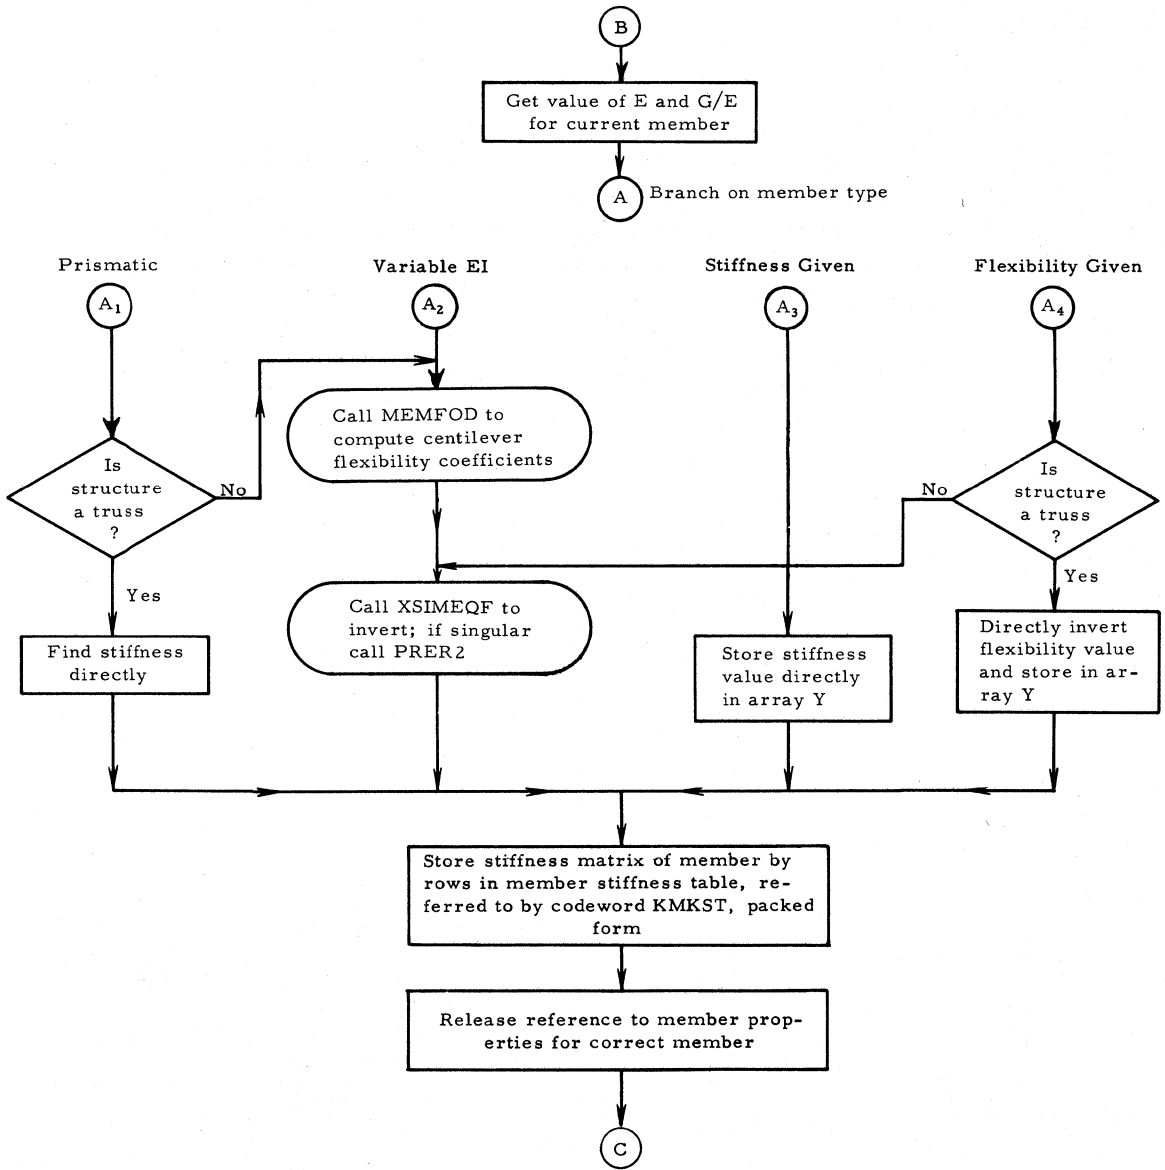 B
Get value of E and G/E
for current member
A
Branch on member type
Prismatic
A1
Is
structure
a truss
?
No
Yes
Find stiffness
directly
Variable EI
A2
Call MEMFOD to
compute centilever
flexibility coefficients
Call XSIMEQF to
invert; if singular
call PRER2
Stiffness Given
A3
Store stiffness
value directly
in array Y
Flexibility Given
A4
Is
structure
a truss
?
No
Yes
Directly invert
flexibility value
and store in ar-
ray Y
Store stiffness matrix of member by
rows in member stiffness table, re-
ferred to by codeword KMKST, packed
form
Release reference to member prop-
erties for correct member
C